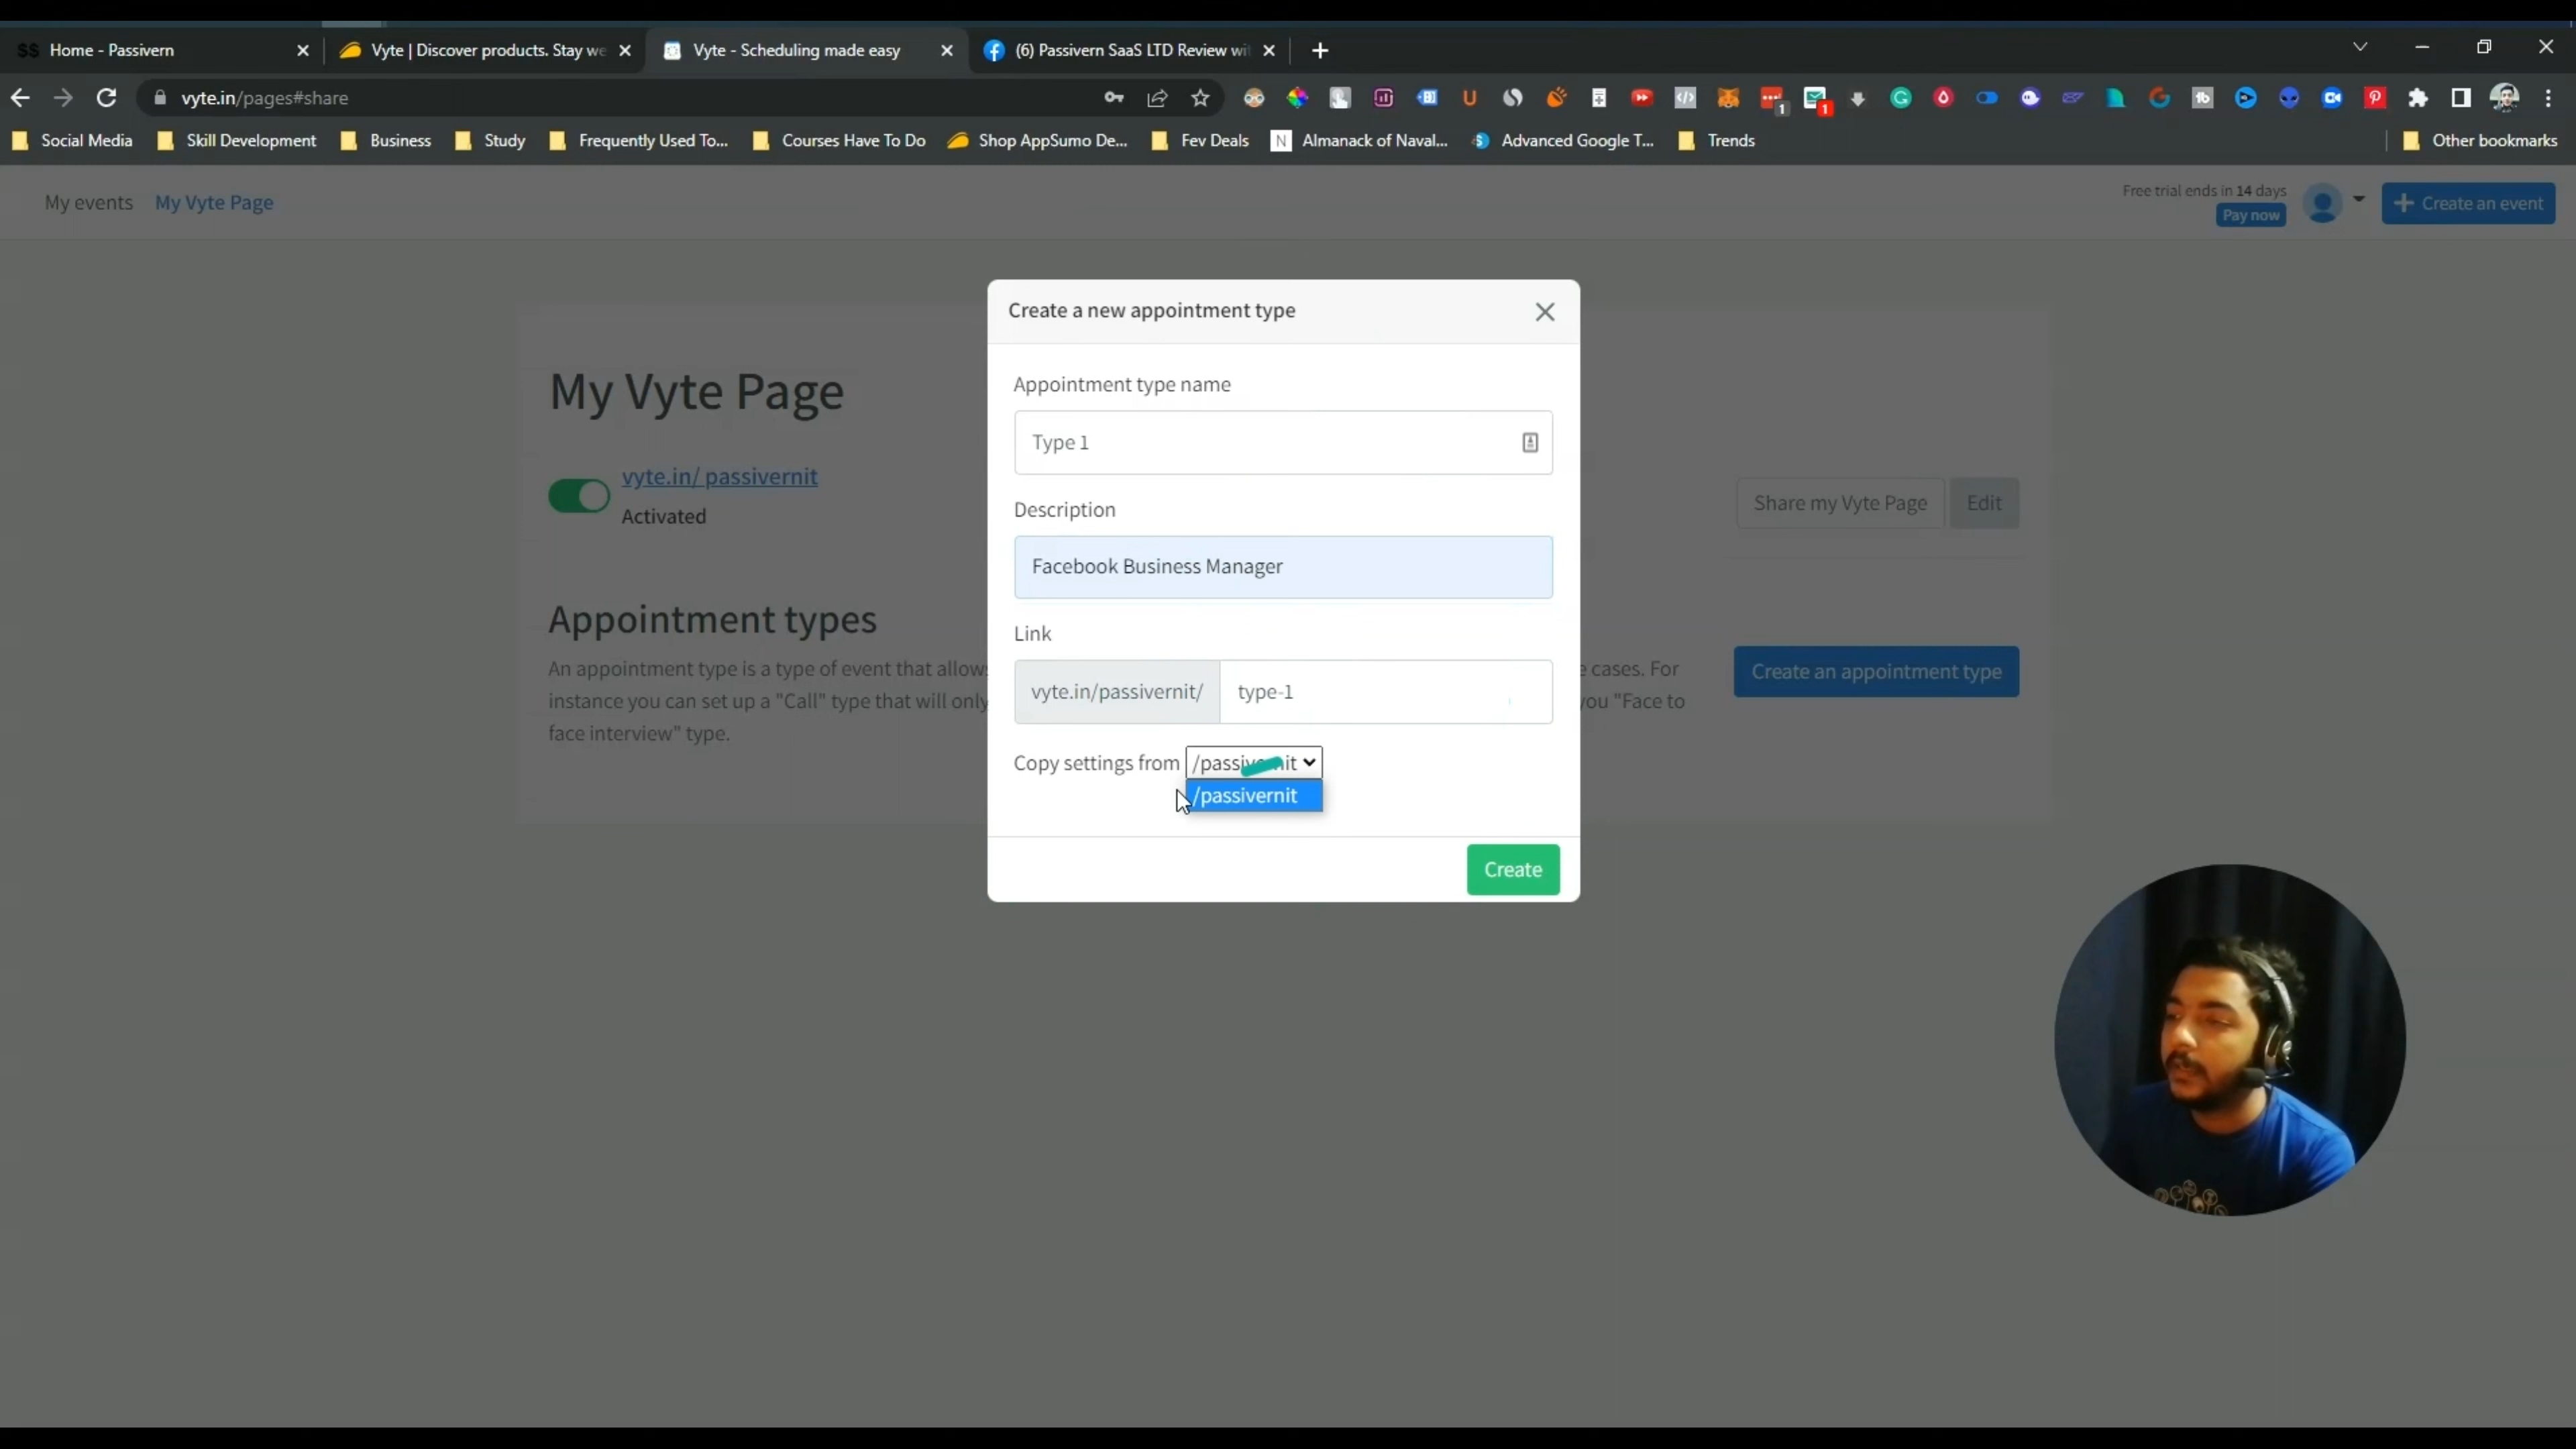 Home - Passivern
Vyte | Discover products. Stay we
Vyte - Scheduling made easy
(6) Passivern SaaS LTD Review wit
vyte.in/pages#share
1
1
Social Media
Skill Development
Business
Study
Frequently Used To...
Courses Have To Do
Shop AppSumo De...
Fev Deals
N Almanack of Naval...
Advanced Google T...
Trends
Other bookmarks
My events
My Vyte Page
Free trial ends in 14 days
Pay now
Create an event
Create a new appointment type
Appointment type name
Type 1
Description
Facebook Business Manager
Link
vyte.in/passivernit/
type-1
Copy settings from
/passivernit
Create
My Vyte Page
vyte.in/ passivernit
Activated
Share my Vyte Page
Edit
Appointment types
An appointment type is a type of event that allows
e cases. For
instance you can set up a "Call" type that will only
you "Face to
face interview" type.
Create an appointment type